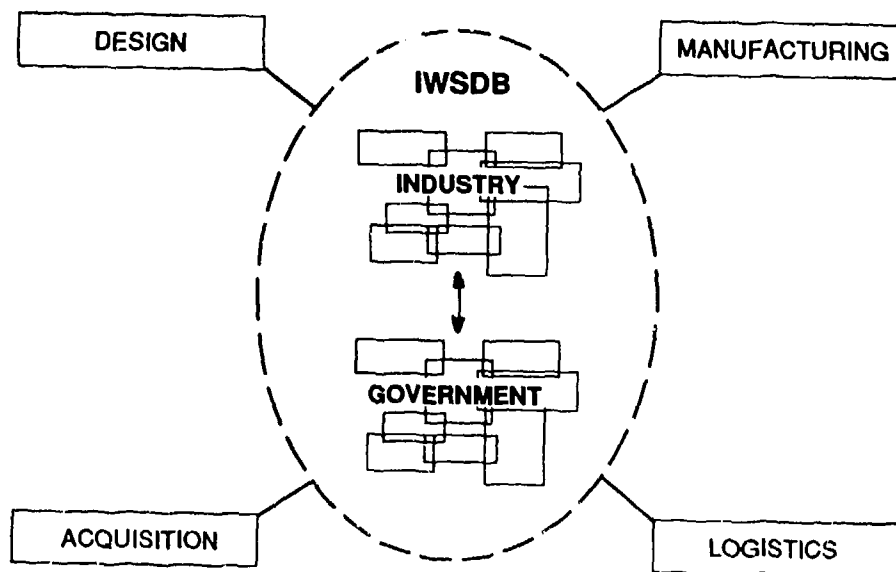 DESIGN
MANUFACTURING
IWSDB
INDUSTRY
GOVERNMENT
ACQUISITION
LOGISTICS